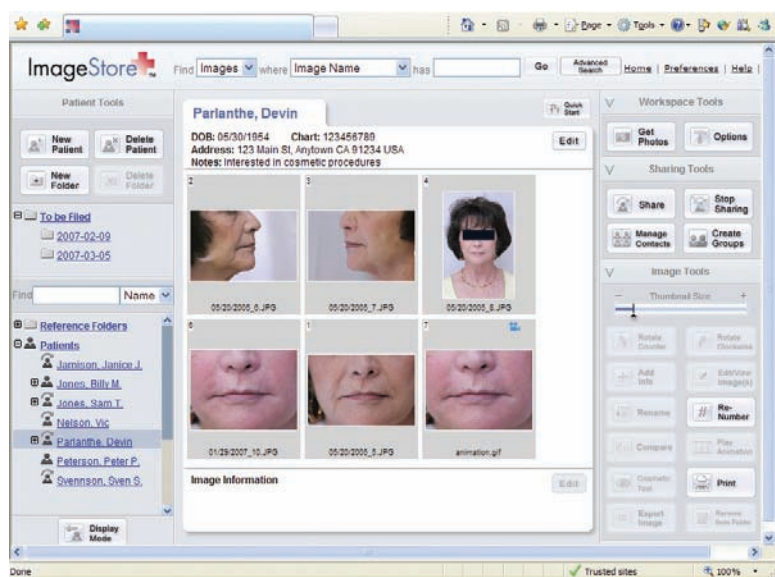 Page Tools
ImageStore
Find Images where Image Name has Go Advanced Search Home | Preferences | Help |
Patient Tools
New Patient
Delete Patient
New Folder
Delete Folder
To be Filed
2007-02-09
2007-03-05
Find Name
Reference Folders
Patients
Jamison, Janice J.
Jones, Billy M.
Jones, Sam T.
Nelson, Vic
Parlanthe, Devin
Peterson, Peter P.
Svennson, Sven S.
Display Mode
Parlanthe, Devin
Quick Start
DOB: 05/30/1954 Chart: 123456789
Edit
Address: 123 Main St, Anytown CA 91234 USA
Notes: Interested in cosmetic procedures
2 3 4
05/20/2005_6.JPG 05/20/2005_7.JPG 05/20/2005_8.JPG
6 1 7
01/29/2007_10.JPG 05/20/2005_5.JPG animation.gif
Image Information
Edit
Workspace Tools
Get Photos
Options
Sharing Tools
Share
Stop Sharing
Manage Contacts
Create Groups
Image Tools
− Thumbnail Size +
Rotate Counter
Rotate Clockwise
Add Info
Edit/View Image(s)
Rename
Re-Number
Compare
Play Animation
Cosmetic Tool
Print
Export Image
Remove from Folder
Done
Trusted sites
100%